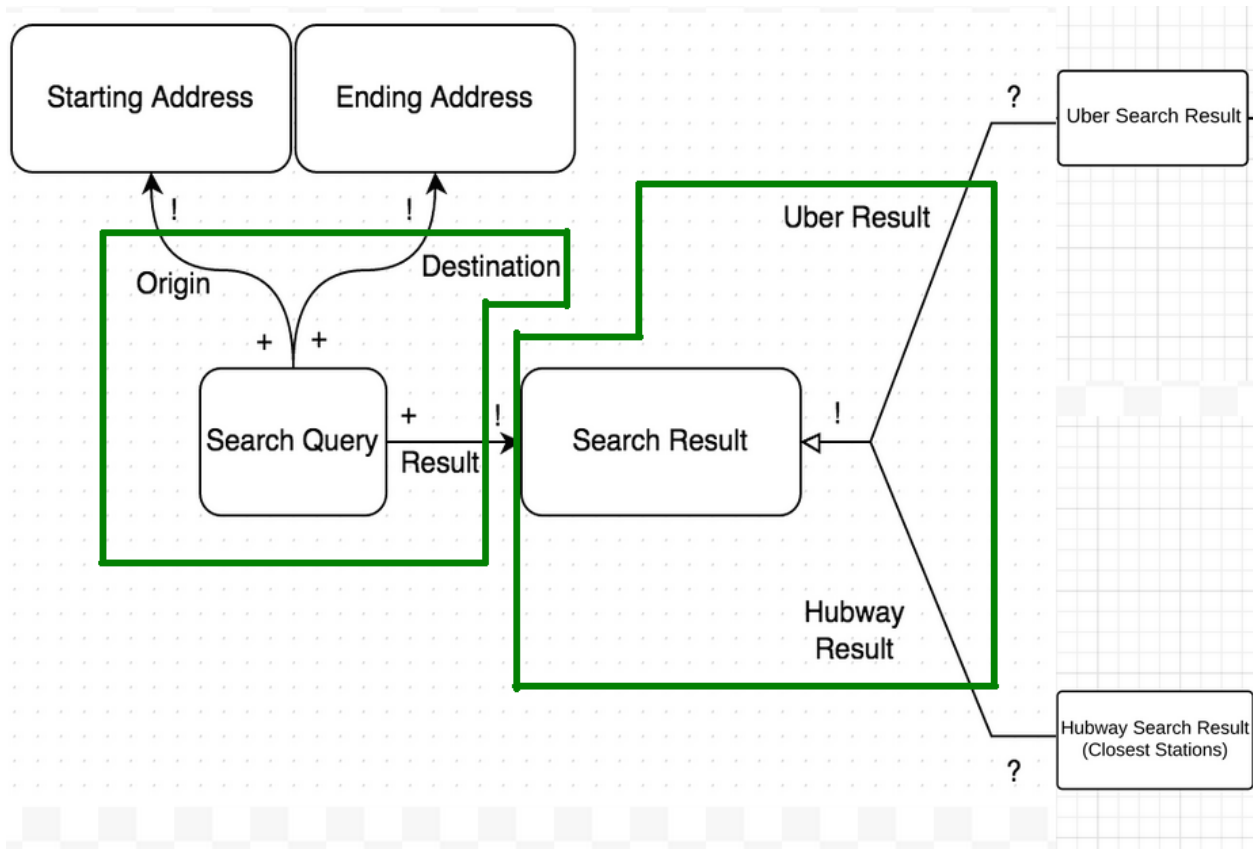 Starting Address
Ending Address
?
Uber Search Result
!
!
Uber Result
Origin
Destination
+
+
Search Query
+
!
Result
Search Result
!
Hubway
Result
Hubway Search Result
(Closest Stations)
?